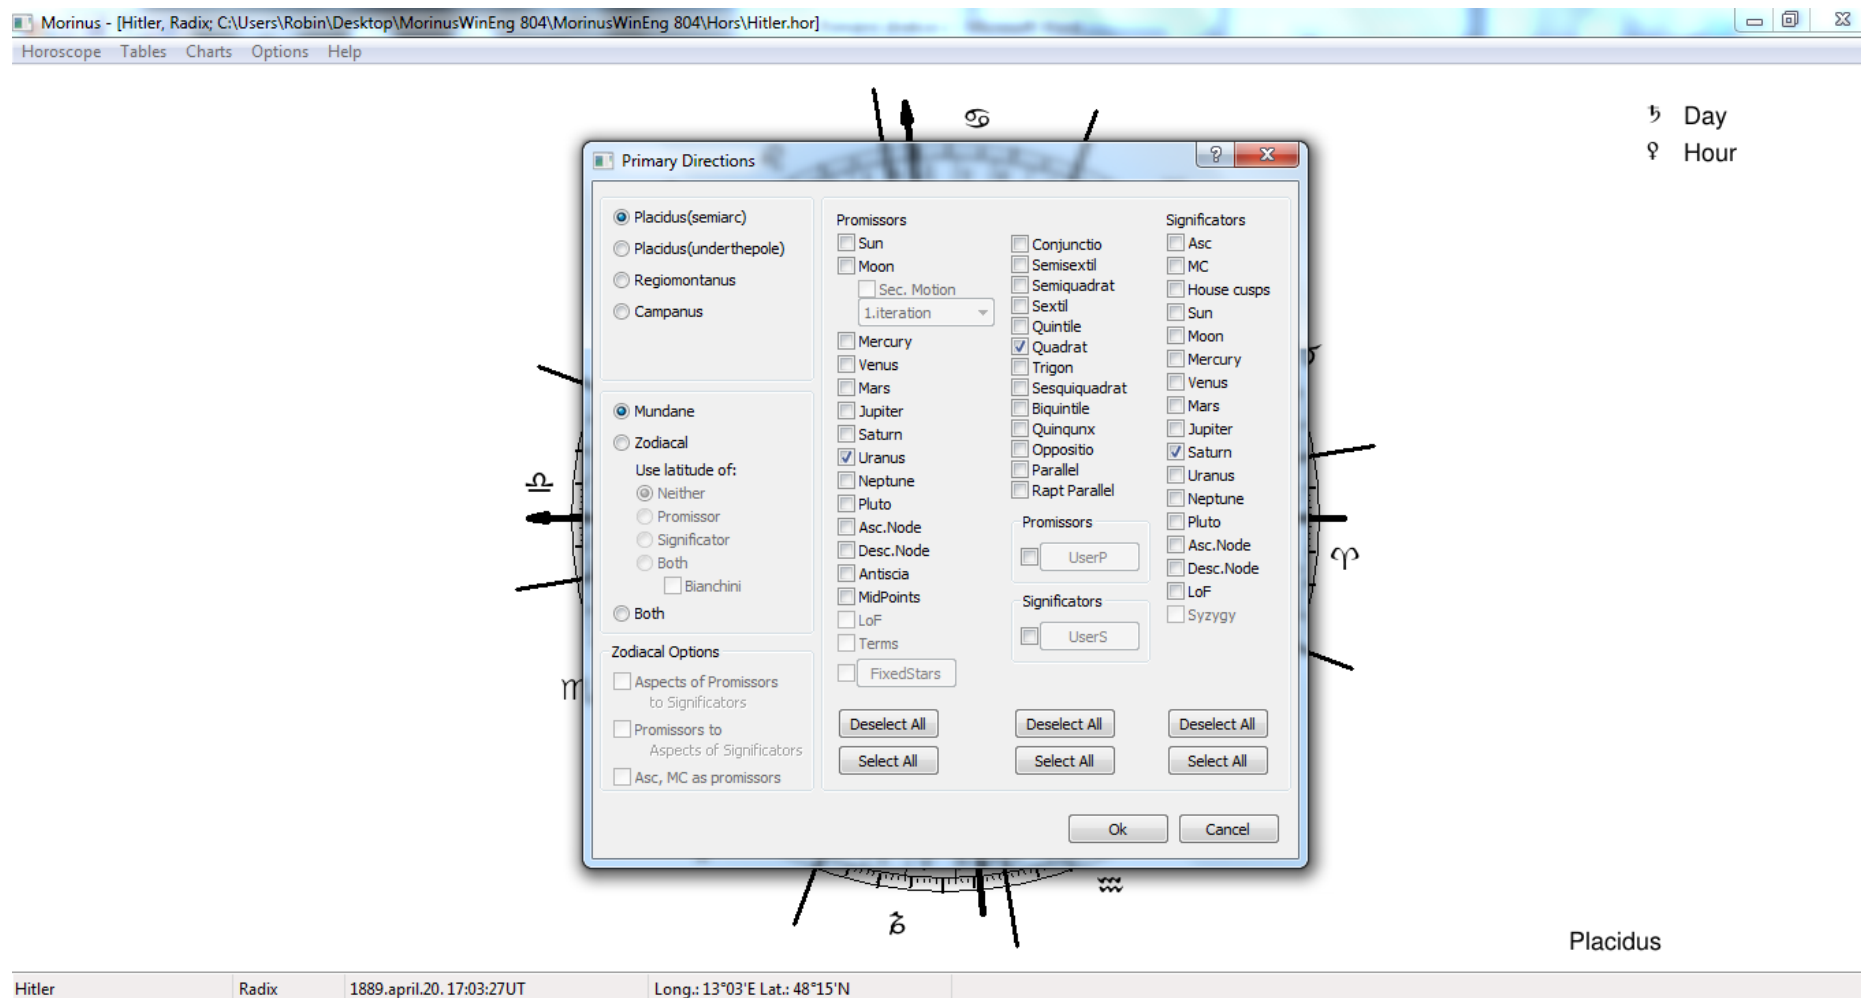 Morinus - [Hitler, Radix; C:\Users\Robin\Desktop\MorinusWinEng 804\MorinusWinEng 804\Hors\Hitler.hor]
Horoscope Tables Charts Options Help
♄ Day
♀ Hour
Primary Directions
Placidus(semiarc)
Placidus(underthepole)
Regiomontanus
Campanus
Mundane
Zodiacal
Use latitude of:
Neither
Promissor
Significator
Both
Bianchini
Both
Zodiacal Options
Aspects of Promissors
to Significators
Promissors to
Aspects of Significators
Asc, MC as promissors
Promissors
Sun
Moon
Sec. Motion
1.iteration
Mercury
Venus
Mars
Jupiter
Saturn
Uranus
Neptune
Pluto
Asc.Node
Desc.Node
Antiscia
MidPoints
LoF
Terms
FixedStars
Deselect All
Select All
Conjunctio
Semisextil
Semiquadrat
Sextil
Quintile
Quadrat
Trigon
Sesquiquadrat
Biquintile
Quinqunx
Oppositio
Parallel
Rapt Parallel
Promissors
UserP
Significators
UserS
Deselect All
Select All
Significators
Asc
MC
House cusps
Sun
Moon
Mercury
Venus
Mars
Jupiter
Saturn
Uranus
Neptune
Pluto
Asc.Node
Desc.Node
LoF
Syzygy
Deselect All
Select All
Ok Cancel
Placidus
Hitler Radix 1889.april.20. 17:03:27UT Long.: 13°03'E Lat.: 48°15'N